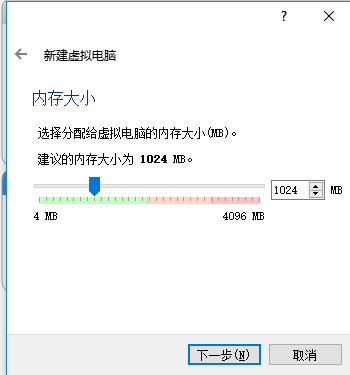 ?
新建虚拟电脑
内存大小
选择分配给虚拟电脑的内存大小(MB)。
建议的内存大小为 1024 MB。
1024 MB
4 MB 4096 MB
下一步(N) 取消